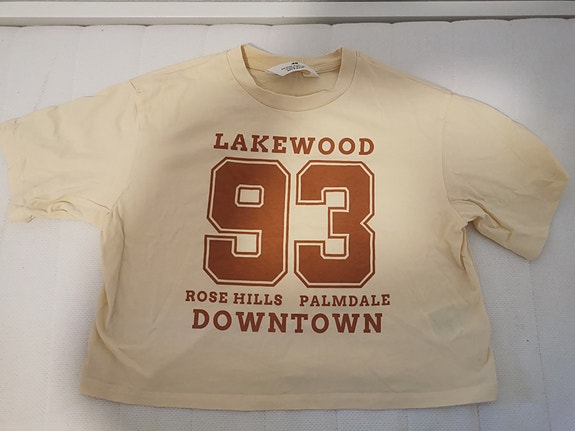 LAKEWOOD
93
ROSE HILLS PALMDALE
DOWNTOWN